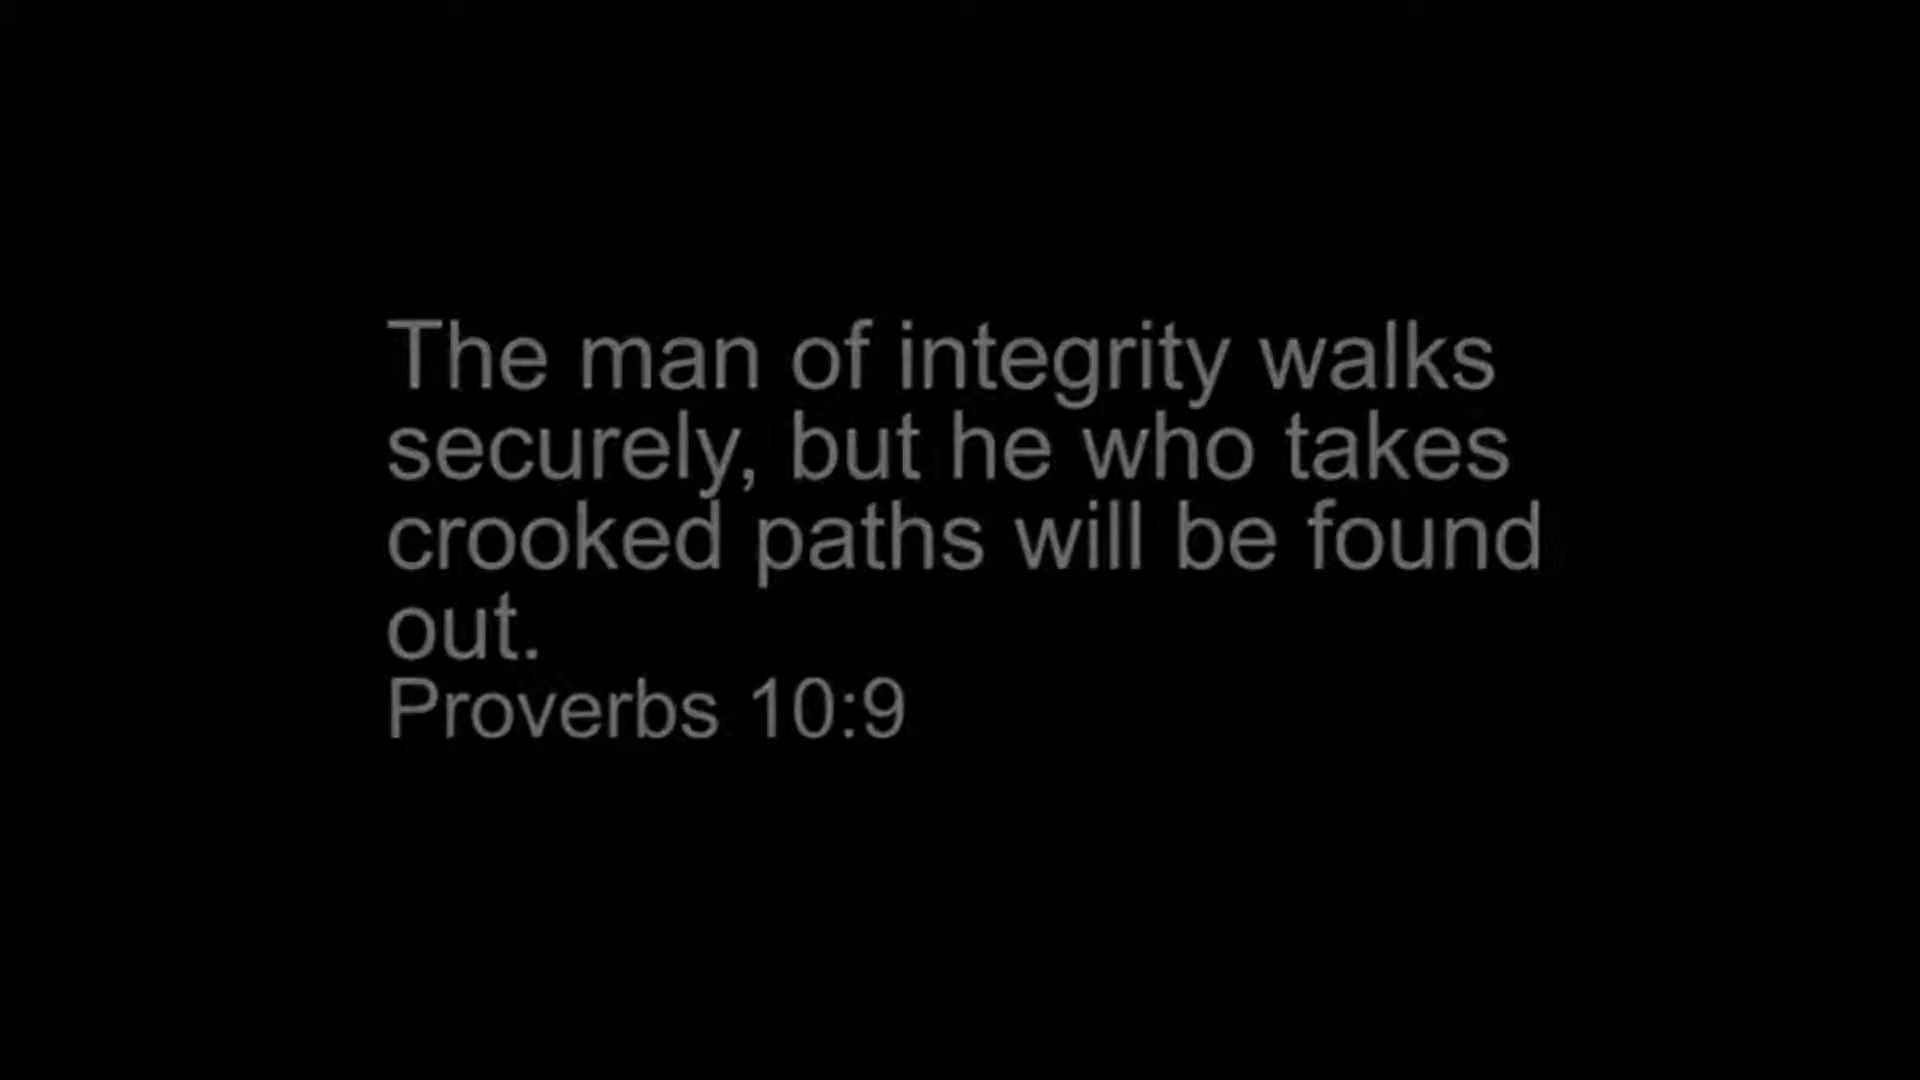 The man of integrity walks
securely, but he who takes
crooked paths will be found
out.
Proverbs 10:9